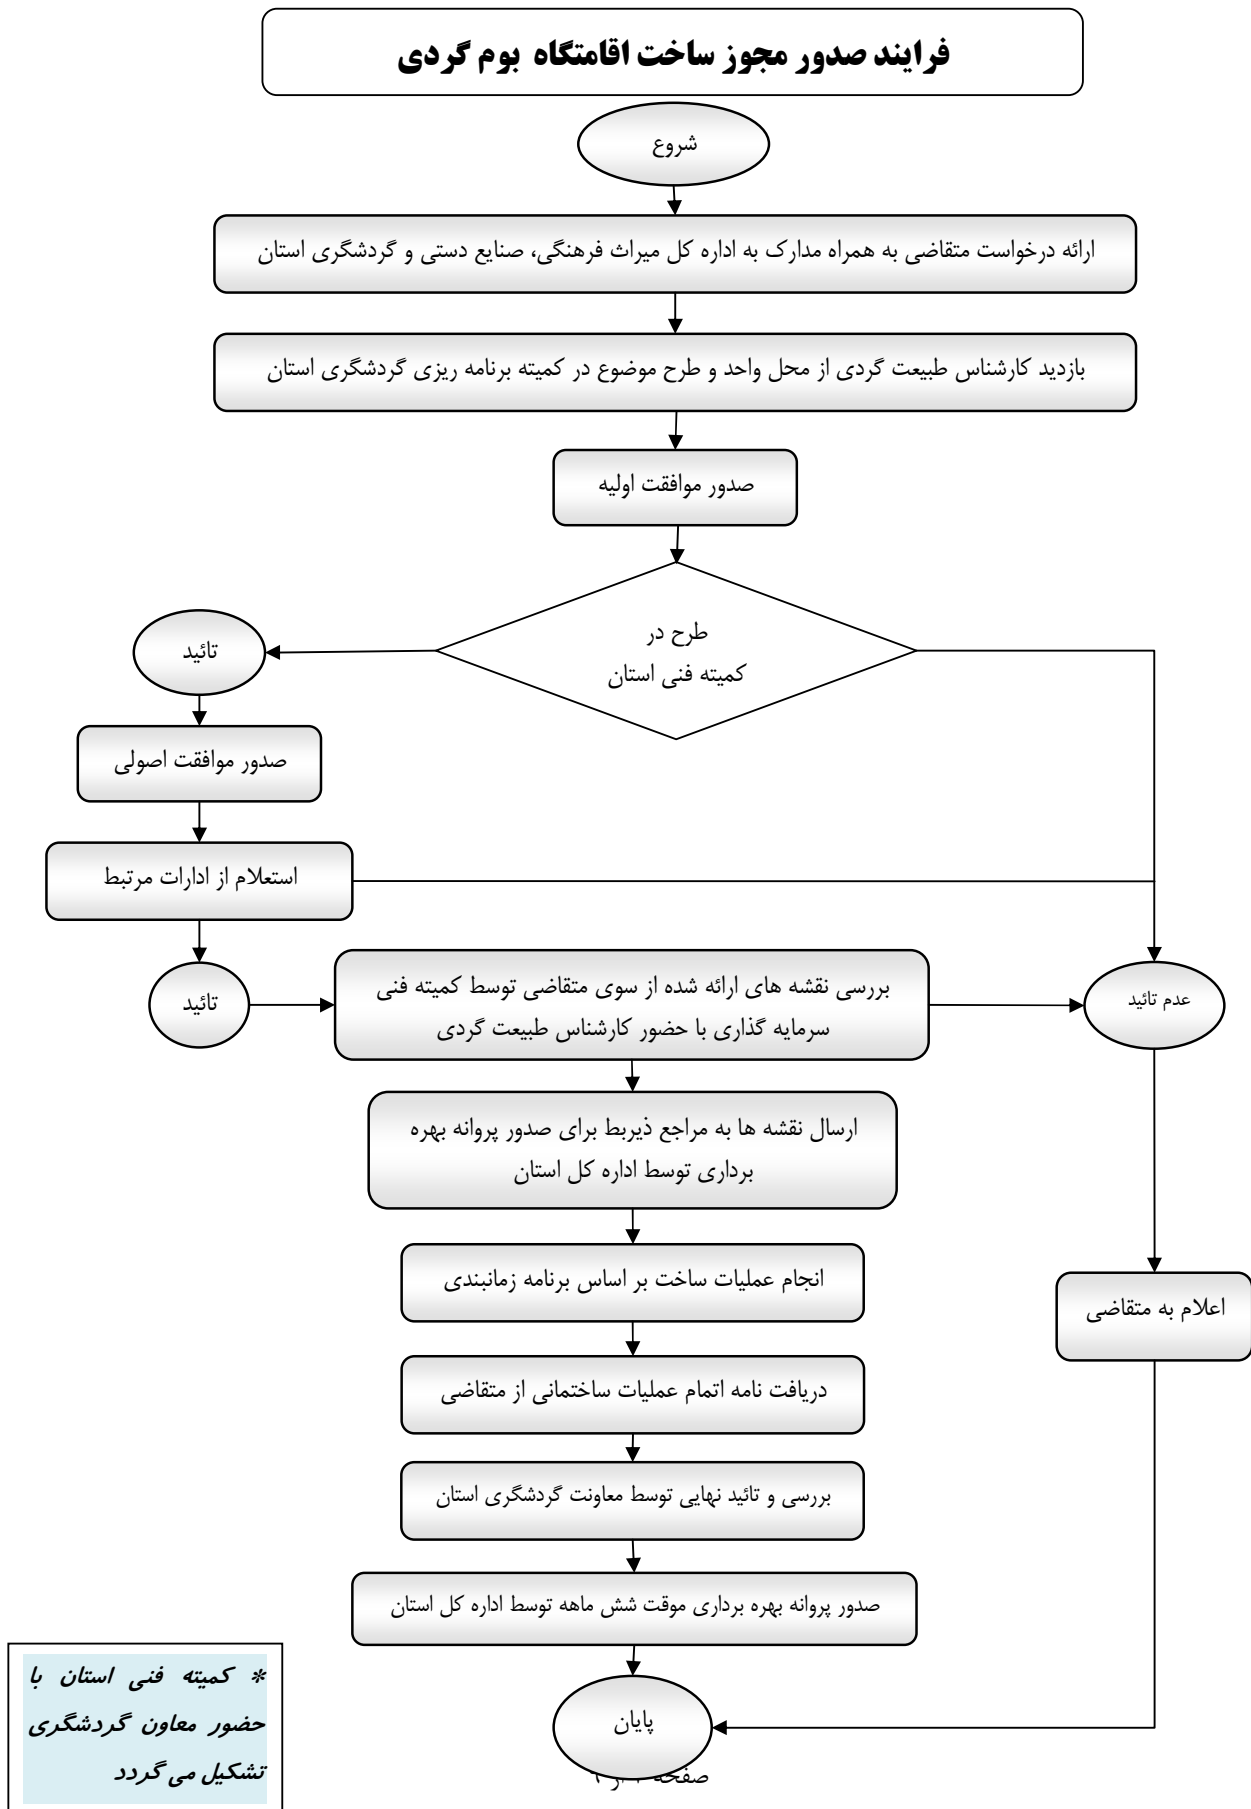 فرایند صدور مجوز ساخت اقامتگاه بوم گردی
شروع
ارائه درخواست متقاضی به همراه مدارک به اداره کل میراث فرهنگی، صنایع دستی و گردشگری استان
بازدید کارشناس طبیعت گردی از محل واحد و طرح موضوع در کمیته برنامه ریزی گردشگری استان
صدور موافقت اولیه
طرح در
کمیته فنی استان
تائید
صدور موافقت اصولی
استعلام از ادارات مرتبط
تائید
بررسی نقشه های ارائه شده از سوی متقاضی توسط کمیته فنی
سرمایه گذاری با حضور کارشناس طبیعت گردی
عدم تائید
ارسال نقشه ها به مراجع ذیربط برای صدور پروانه بهره
برداری توسط اداره کل استان
انجام عملیات ساخت بر اساس برنامه زمانبندی
اعلام به متقاضی
دریافت نامه اتمام عملیات ساختمانی از متقاضی
بررسی و تائید نهایی توسط معاونت گردشگری استان
صدور پروانه بهره برداری موقت شش ماهه توسط اداره کل استان
پایان
* کمیته فنی استان با
حضور معاون گردشگری
تشکیل می گردد
صفحه از